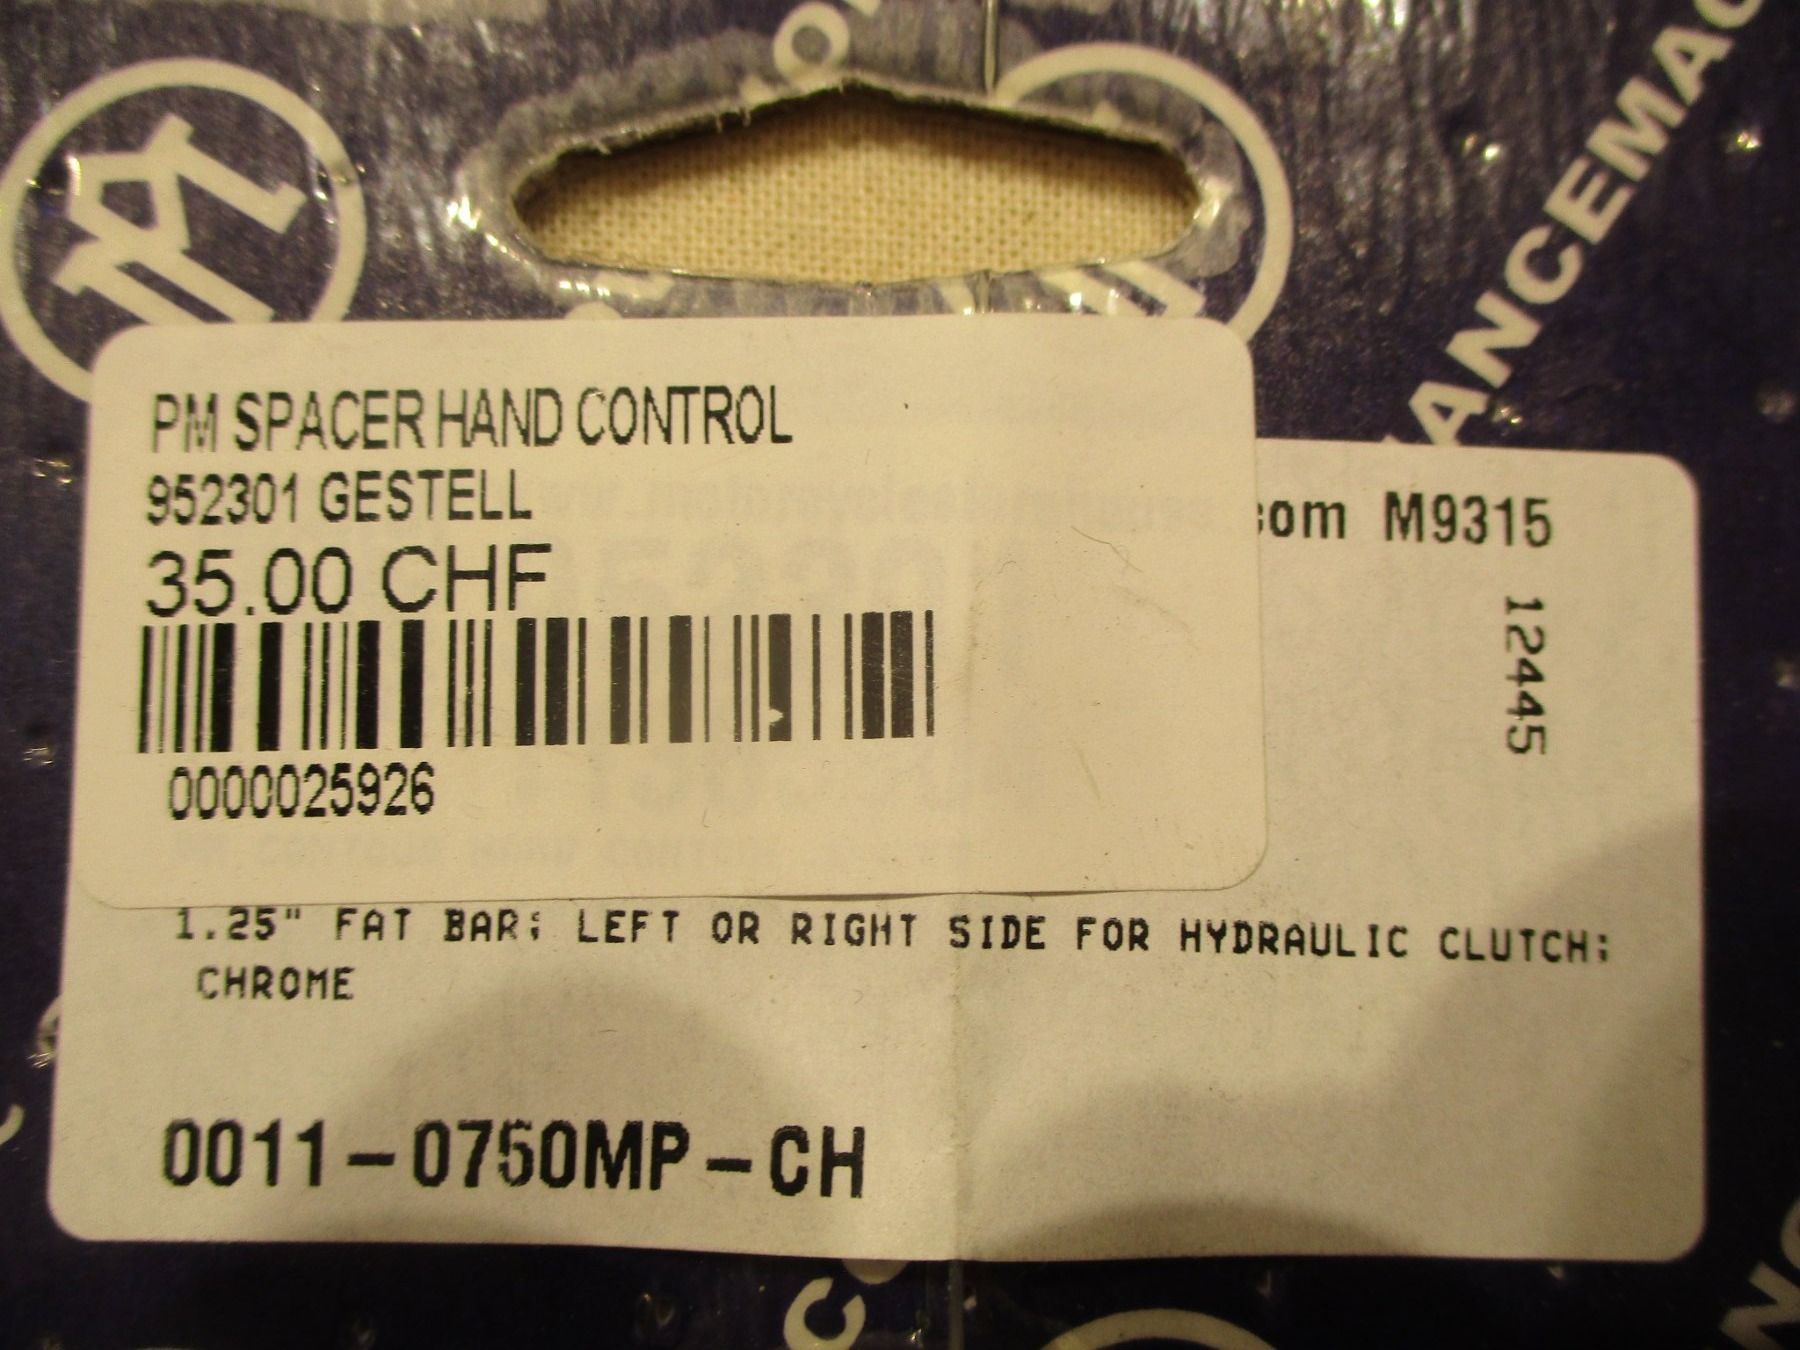 ANCEMAC
PM SPACER HAND CONTROL
952301 GESTELL
35.00 CHF
0000025926
com M9315
12445
1.25" FAT BAR; LEFT OR RIGHT SIDE FOR HYDRAULIC CLUTCH;
CHROME
0011-0750MP-CH